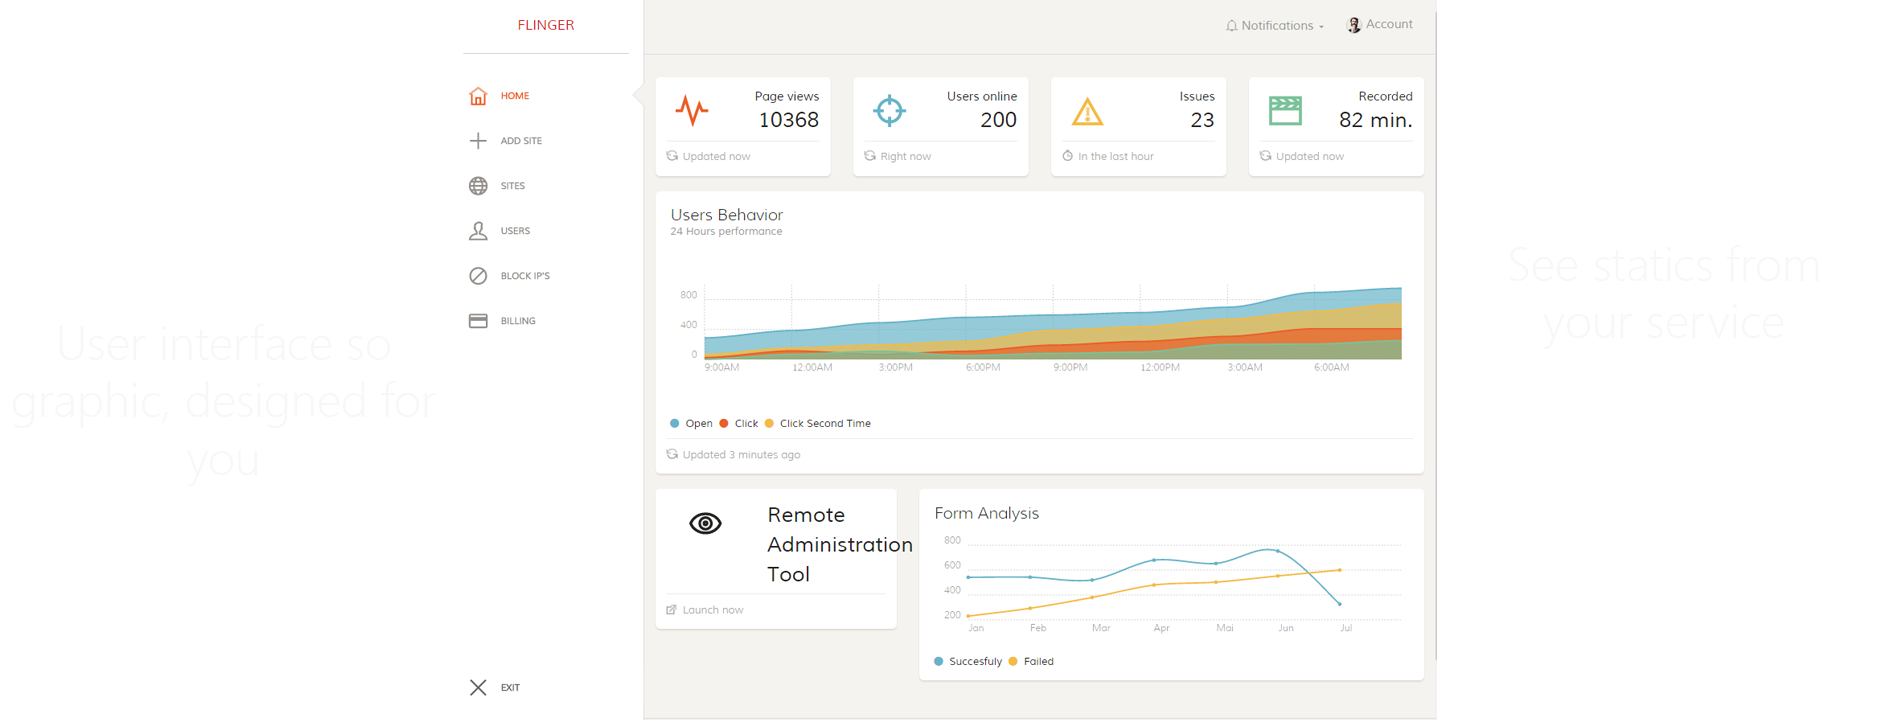 FLINGER
Notifications
Account
HOME
ADD SITE
SITES
USERS
BLOCK IP'S
BILLING
EXIT
Page views
10368
Updated now
Users online
200
Right now
Issues
23
In the last hour
Recorded
82 min.
Updated now
Users Behavior
24 Hours performance
800
400
0
9:00AM 12:00AM 3:00PM 6:00PM 9:00PM 12:00PM 3:00AM 6:00AM
Open Click Click Second Time
Updated 3 minutes ago
Remote
Administration
Tool
Launch now
Form Analysis
800
600
400
200
Jan Feb Mar Apr Mai Jun Jul
Succesfuly Failed
User interface so
graphic, designed for
you
See statics from
your service